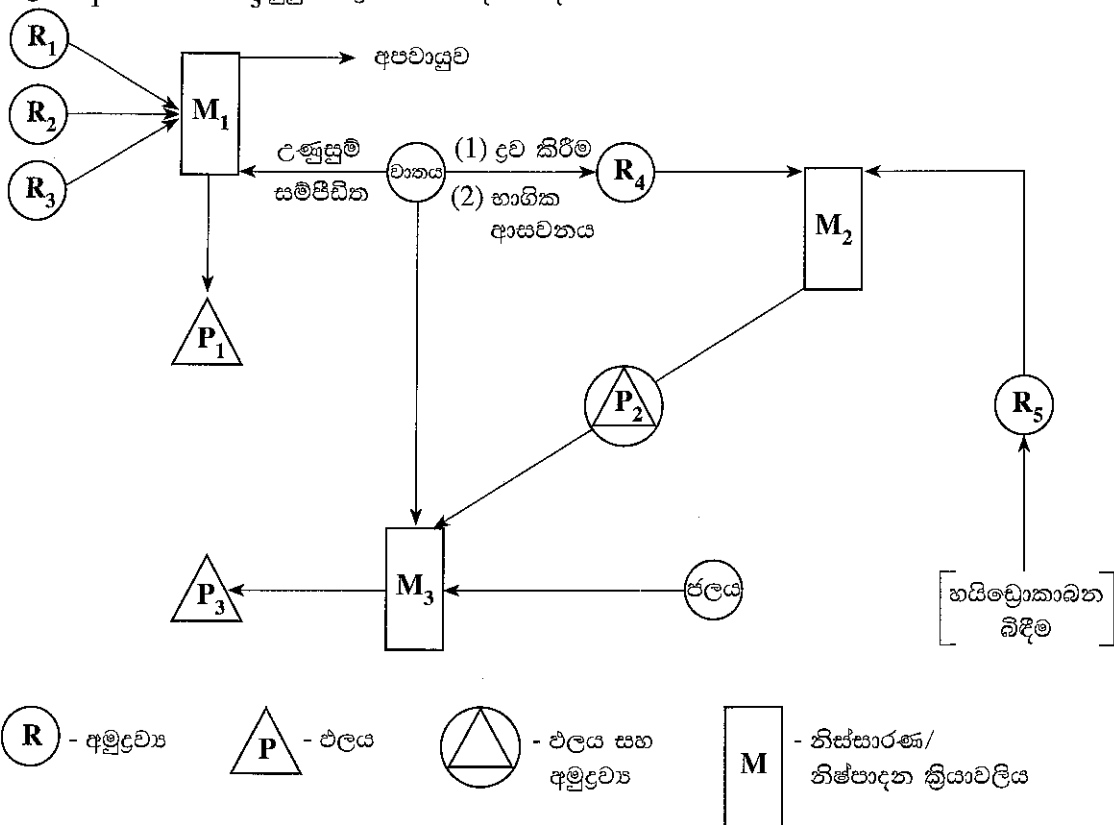 R₁
R₂
R₃
M₁
අපවායුව
උණුසුම්
සම්පීඩිත
වාතය
(1) ද්‍රව කිරීම
(2) භාගික
ආසවනය
R₄
M₂
P₁
P₂
R₅
P₃
M₃
ජලය
හයිඩ්‍රොකාබන
බිඳීම
R - අමුද්‍රව්‍ය
P - ඵලය
- ඵලය සහ
අමුද්‍රව්‍ය
M - නිස්සාරණ/
නිෂ්පාදන ක්‍රියාවලිය